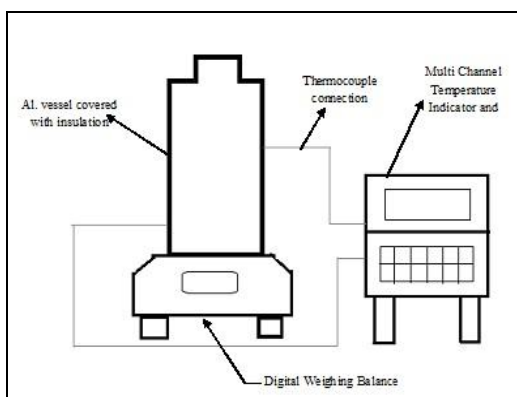 Al. vessel covered
with insulation
Thermocouple
connection
Multi Channel
Temperature
Indicator and
Digital Weighing Balance